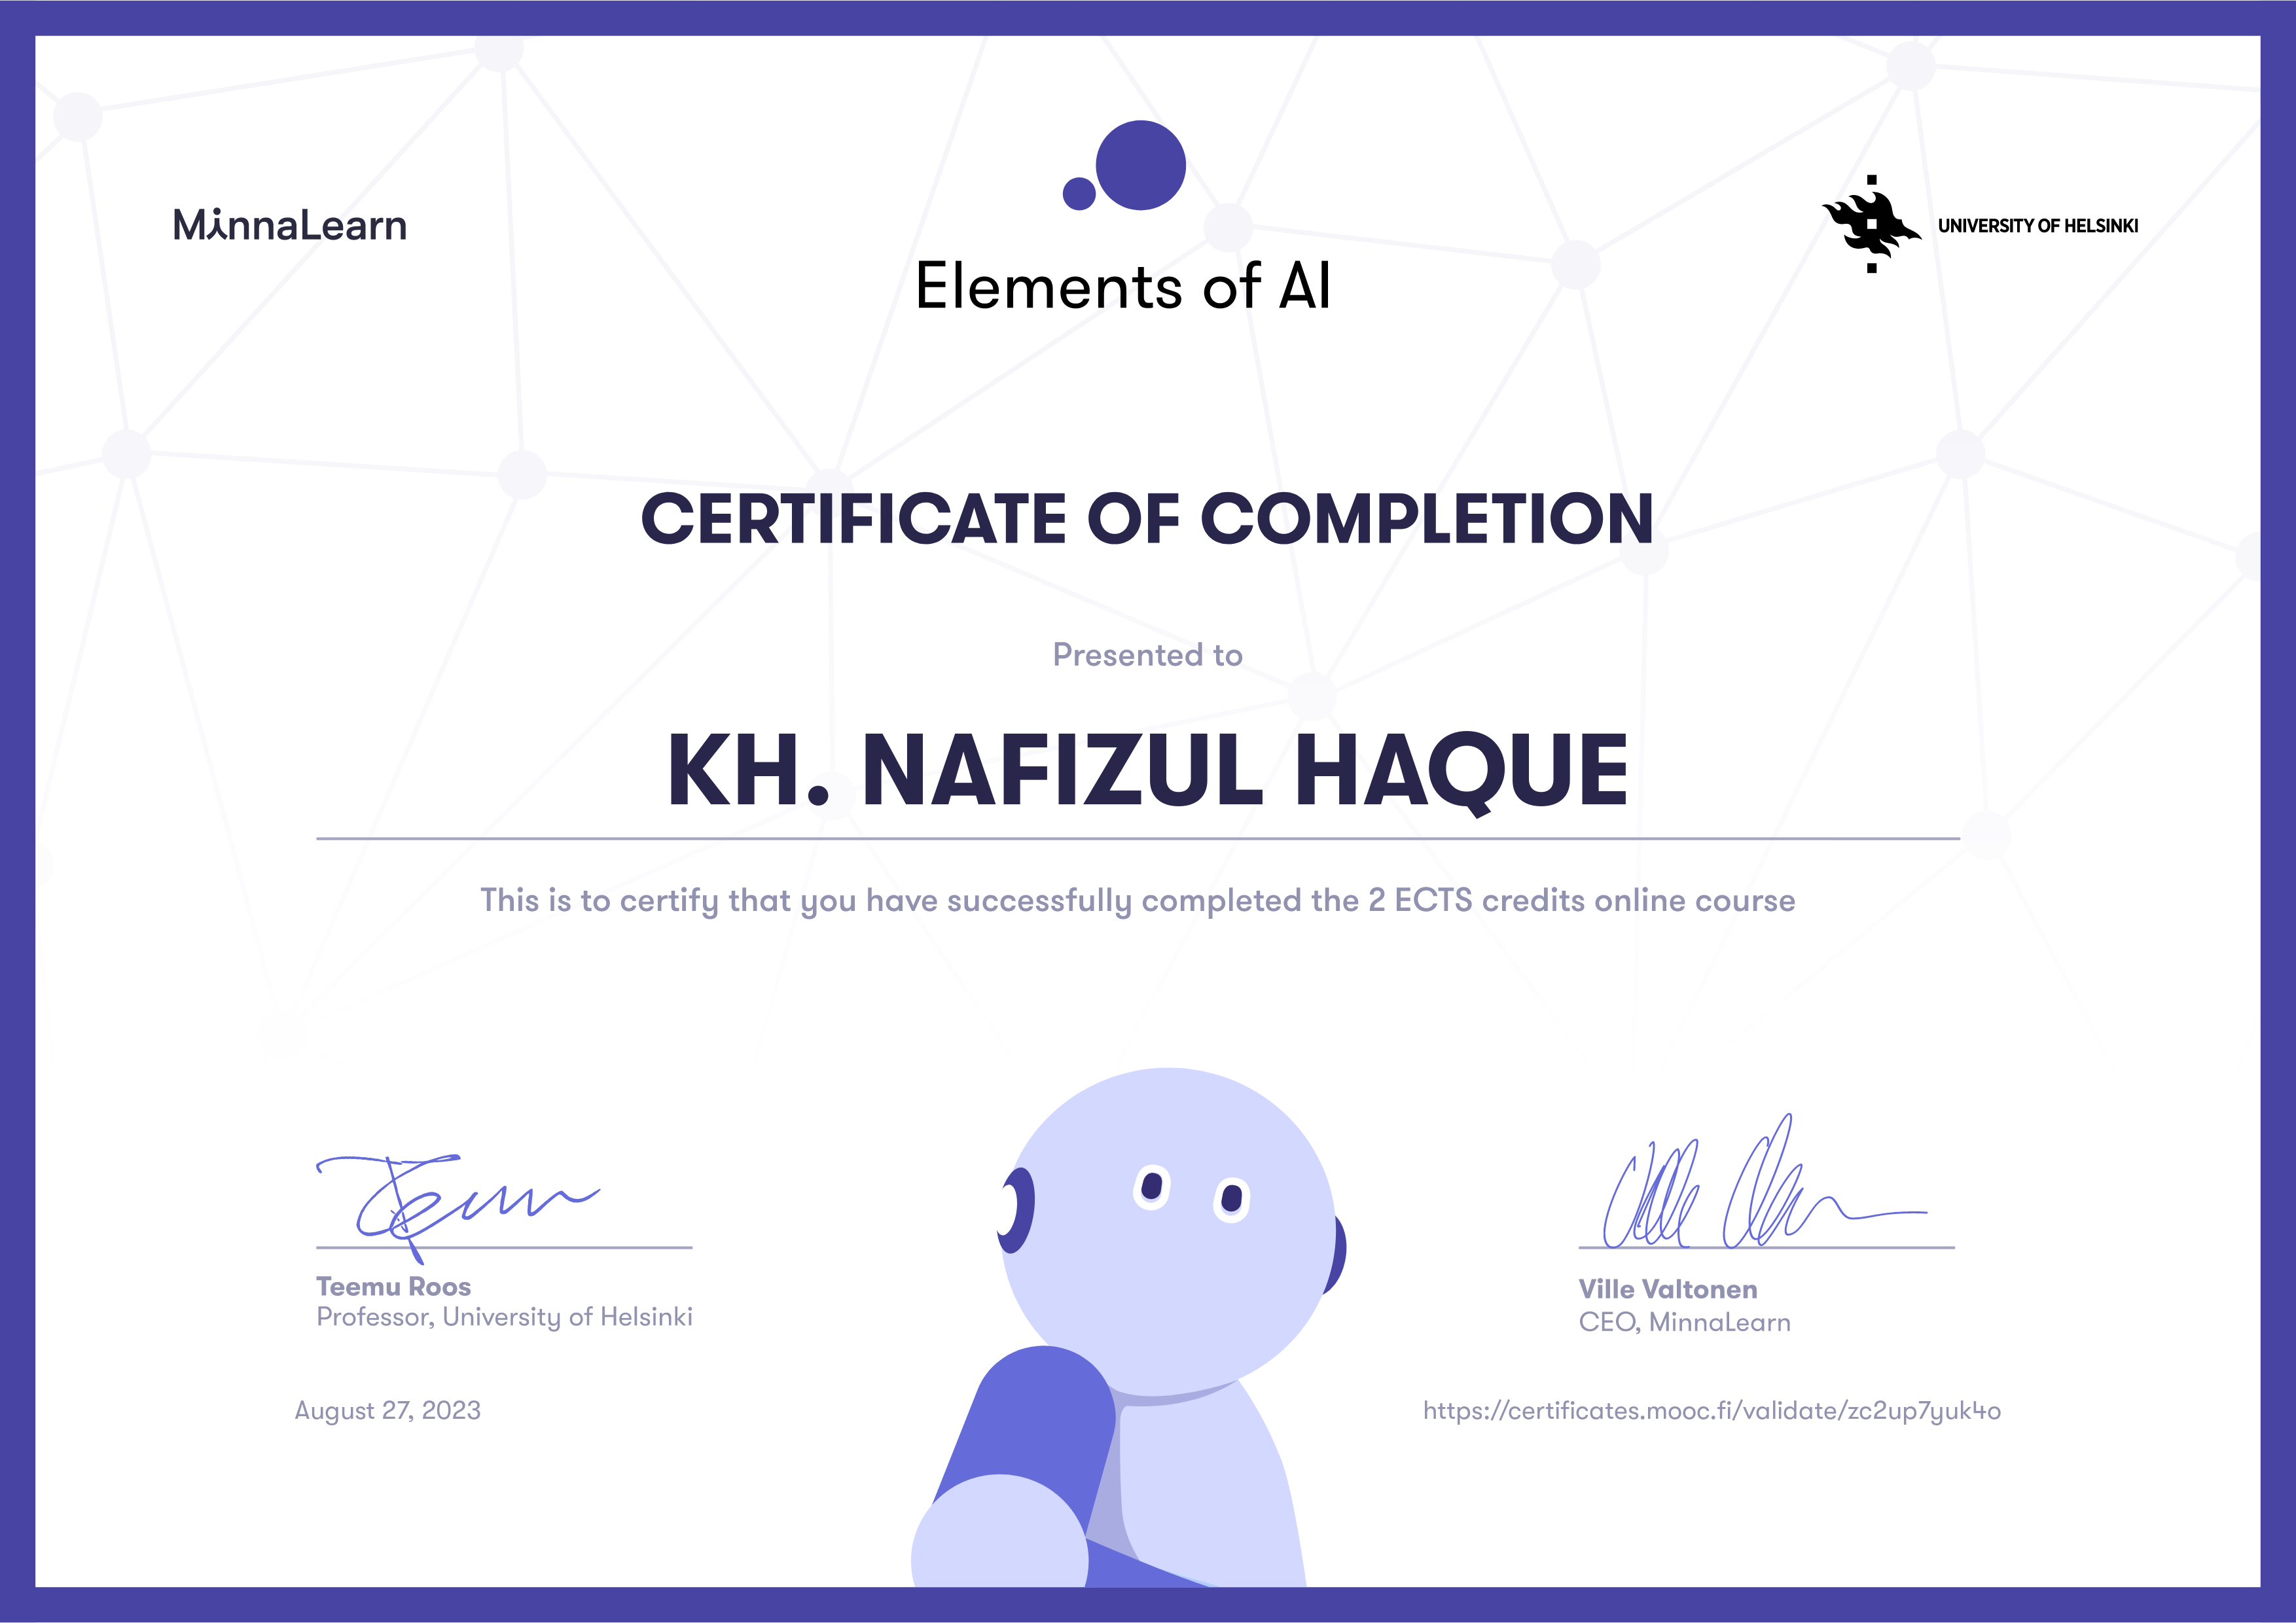 MinnaLearn
Elements of AI
UNIVERSITY OF HELSINKI
CERTIFICATE OF COMPLETION
Presented to
KH. NAFIZUL HAQUE
This is to certify that you have successfully completed the 2 ECTS credits online course
Teemu Roos
Professor, University of Helsinki
August 27, 2023
Ville Valtonen
CEO, MinnaLearn
https://certificates.mooc.fi/validate/zc2up7yuk4o